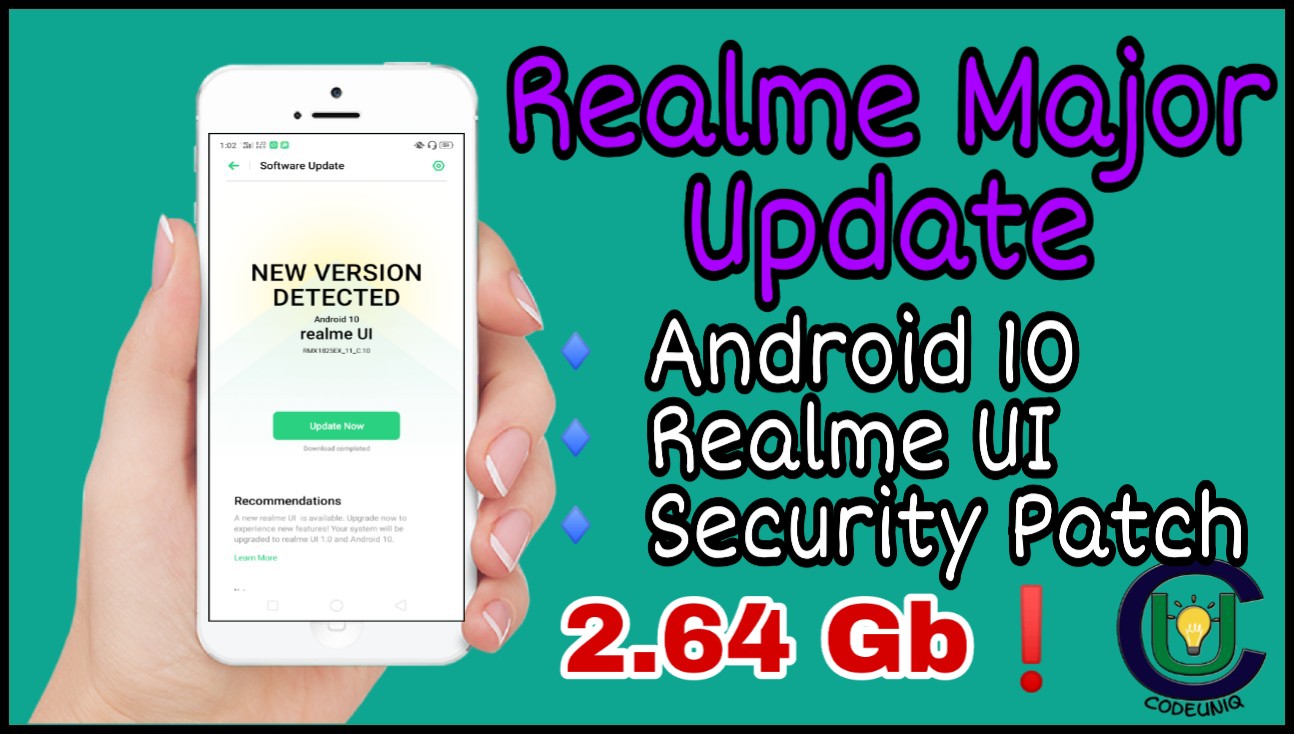 Realme Major
Update
Android 10
Realme UI
Security Patch
2.64 Gb❗
CODEUNIQ
1:02
Software Update
NEW VERSION
DETECTED
Android 10
realme UI
RMX1825EX_11_C.10
Update Now
Download completed
Recommendations
A new realme UI is available. Upgrade now to
experience new features! Your system will be
upgraded to realme UI 1.0 and Android 10.
Learn More